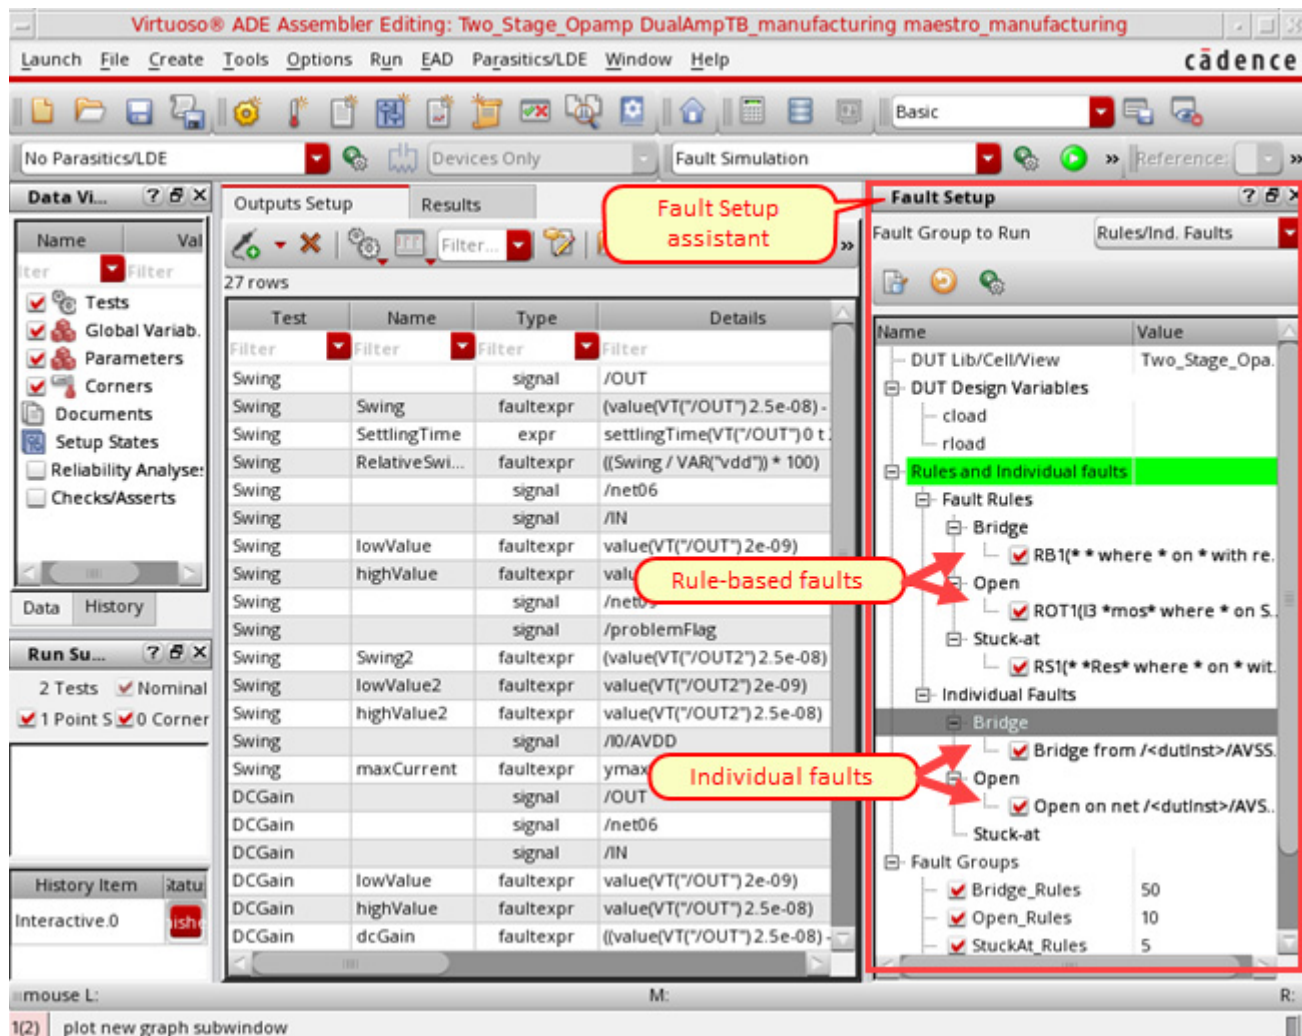 Virtuoso® ADE Assembler Editing: Two_Stage_Opamp DualAmpTB_manufacturing maestro_manufacturing
Launch File Create Tools Options Run EAD Parasitics/LDE Window Help
cādence
Basic
No Parasitics/LDE
Devices Only
Fault Simulation
Reference:
Data Vi...
Name Val
Filter
Tests
Global Variab.
Parameters
Corners
Documents
Setup States
Reliability Analyse:
Checks/Asserts
Data History
Run Su...
2 Tests Nominal
1 Point S 0 Corner
History Item
Interactive.0
Outputs Setup Results
Filter...
27 rows
Test Name Type Details
Filter Filter Filter Filter
Swing signal /OUT
Swing Swing faultexpr (value(VT("/OUT") 2.5e-08) -
Swing SettlingTime expr settlingTime(VT("/OUT") 0 t
Swing RelativeSwi... faultexpr ((Swing / VAR("vdd")) * 100)
Swing signal /net06
Swing signal /IN
Swing lowValue faultexpr value(VT("/OUT") 2e-09)
Swing highValue faultexpr
Swing signal
Swing signal /problemFlag
Swing Swing2 faultexpr (value(VT("/OUT2") 2.5e-08)
Swing lowValue2 faultexpr value(VT("/OUT2") 2e-09)
Swing highValue2 faultexpr value(VT("/OUT2") 2.5e-08)
Swing signal /I0/AVDD
Swing maxCurrent faultexpr
DCGain signal /OUT
DCGain signal /net06
DCGain signal /IN
DCGain lowValue faultexpr value(VT("/OUT") 2e-09)
DCGain highValue faultexpr value(VT("/OUT") 2.5e-08)
DCGain dcGain faultexpr ((value(VT("/OUT") 2.5e-08) -
Fault Setup
assistant
Rule-based faults
Individual faults
Fault Setup
Fault Group to Run Rules/Ind. Faults
Name Value
DUT Lib/Cell/View Two_Stage_Opa.
DUT Design Variables
cload
rload
Rules and Individual faults
Fault Rules
Bridge
RB1(* * where * on * with re.
Open
ROT1(I3 *mos* where * on S..
Stuck-at
RS1(* *Res* where * on * wit.
Individual Faults
Bridge
Bridge from /<dutInst>/AVSS.
Open
Open on net /<dutInst>/AVS..
Stuck-at
Fault Groups
Bridge_Rules 50
Open_Rules 10
StuckAt_Rules 5
mouse L: M: R:
1(2) plot new graph subwindow